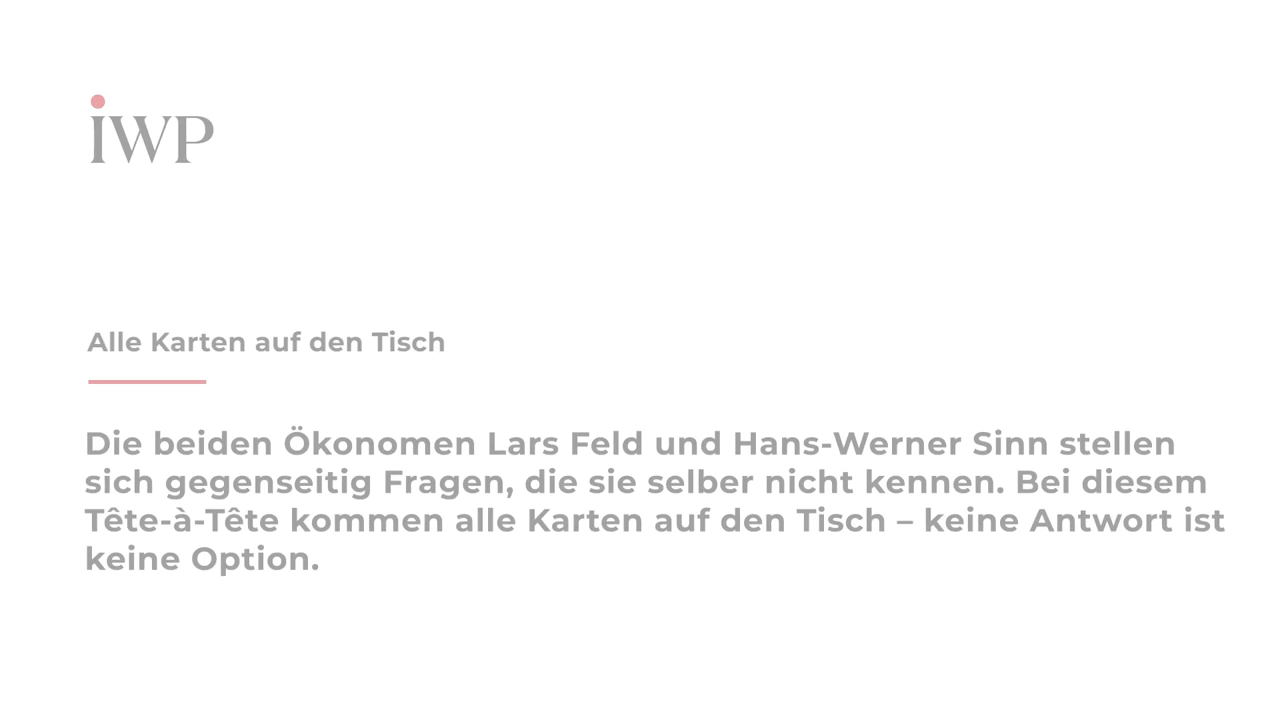 iWP
Alle Karten auf den Tisch
Die beiden Ökonomen Lars Feld und Hans-Werner Sinn stellen
sich gegenseitig Fragen, die sie selber nicht kennen. Bei diesem
Tête-à-Tête kommen alle Karten auf den Tisch – keine Antwort ist
keine Option.